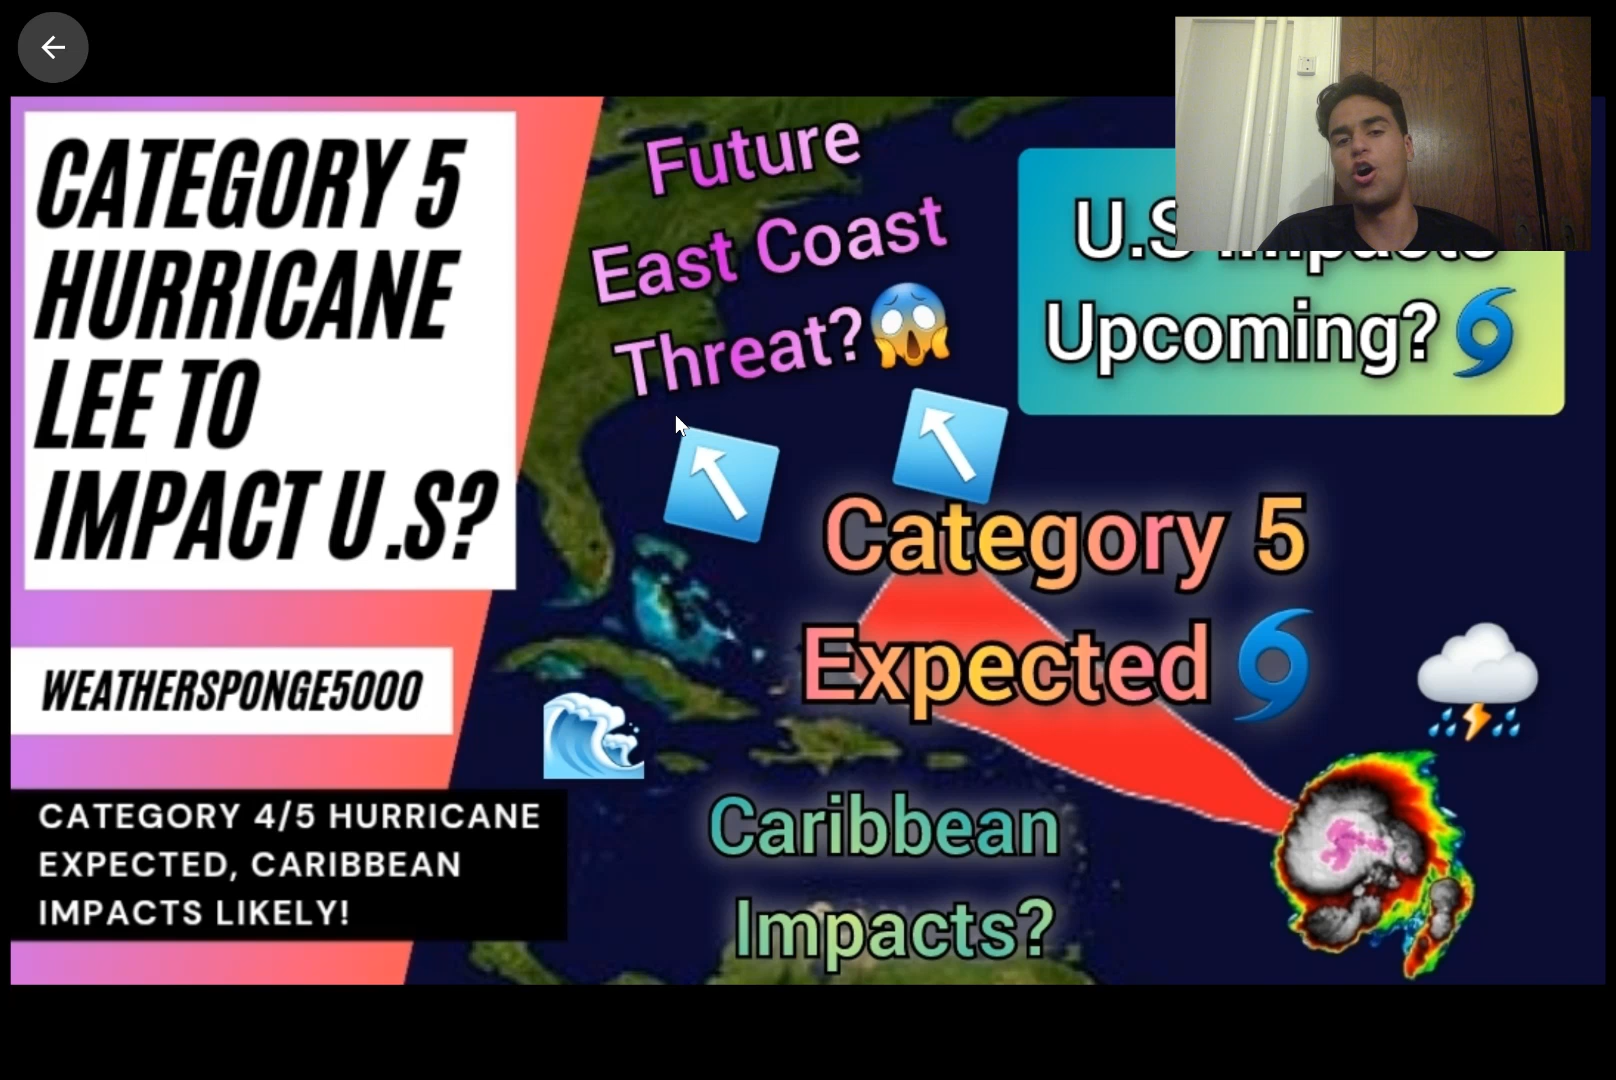 CATEGORY 5
HURRICANE
LEE TO
IMPACT U.S?
WEATHERSPONGE5000
CATEGORY 4/5 HURRICANE
EXPECTED, CARIBBEAN
IMPACTS LIKELY!
Future
East Coast
Threat?
U.S Impacts
Upcoming?
Category 5
Expected
Caribbean
Impacts?